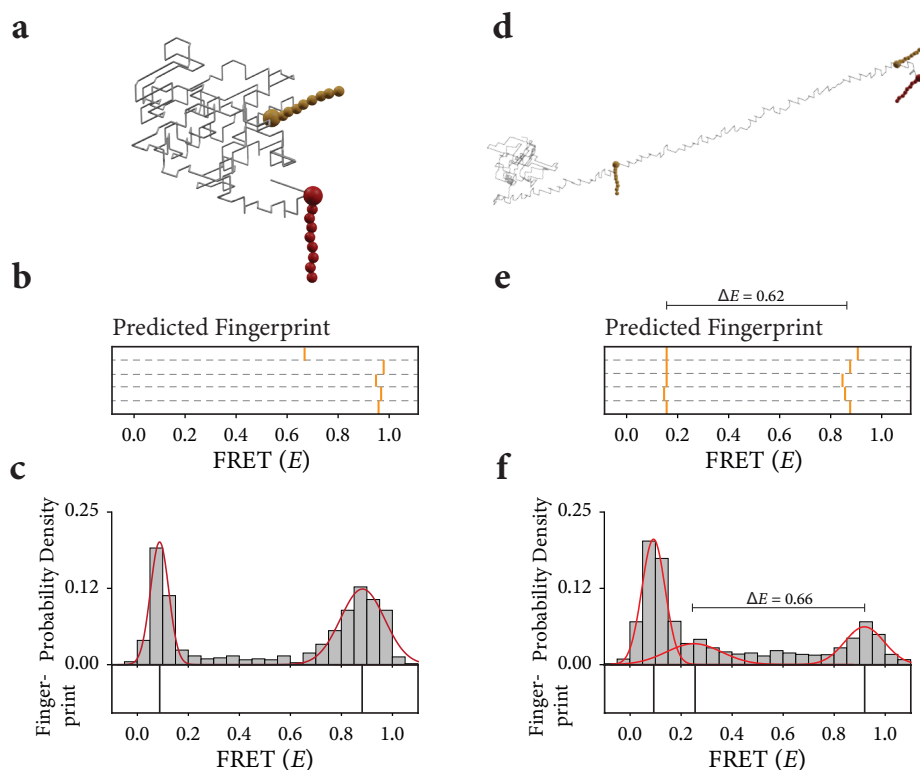 a
b
Predicted Fingerprint
0.0 0.2 0.4 0.6 0.8 1.0
FRET (E)
c
Probability Density
0.25
0.12
0.00
Finger-
print
0.0 0.2 0.4 0.6 0.8 1.0
FRET (E)
d
e
ΔE = 0.62
Predicted Fingerprint
0.0 0.2 0.4 0.6 0.8 1.0
FRET (E)
f
Probability Density
0.25
0.12
0.00
ΔE = 0.66
Finger-
print
0.0 0.2 0.4 0.6 0.8 1.0
FRET (E)